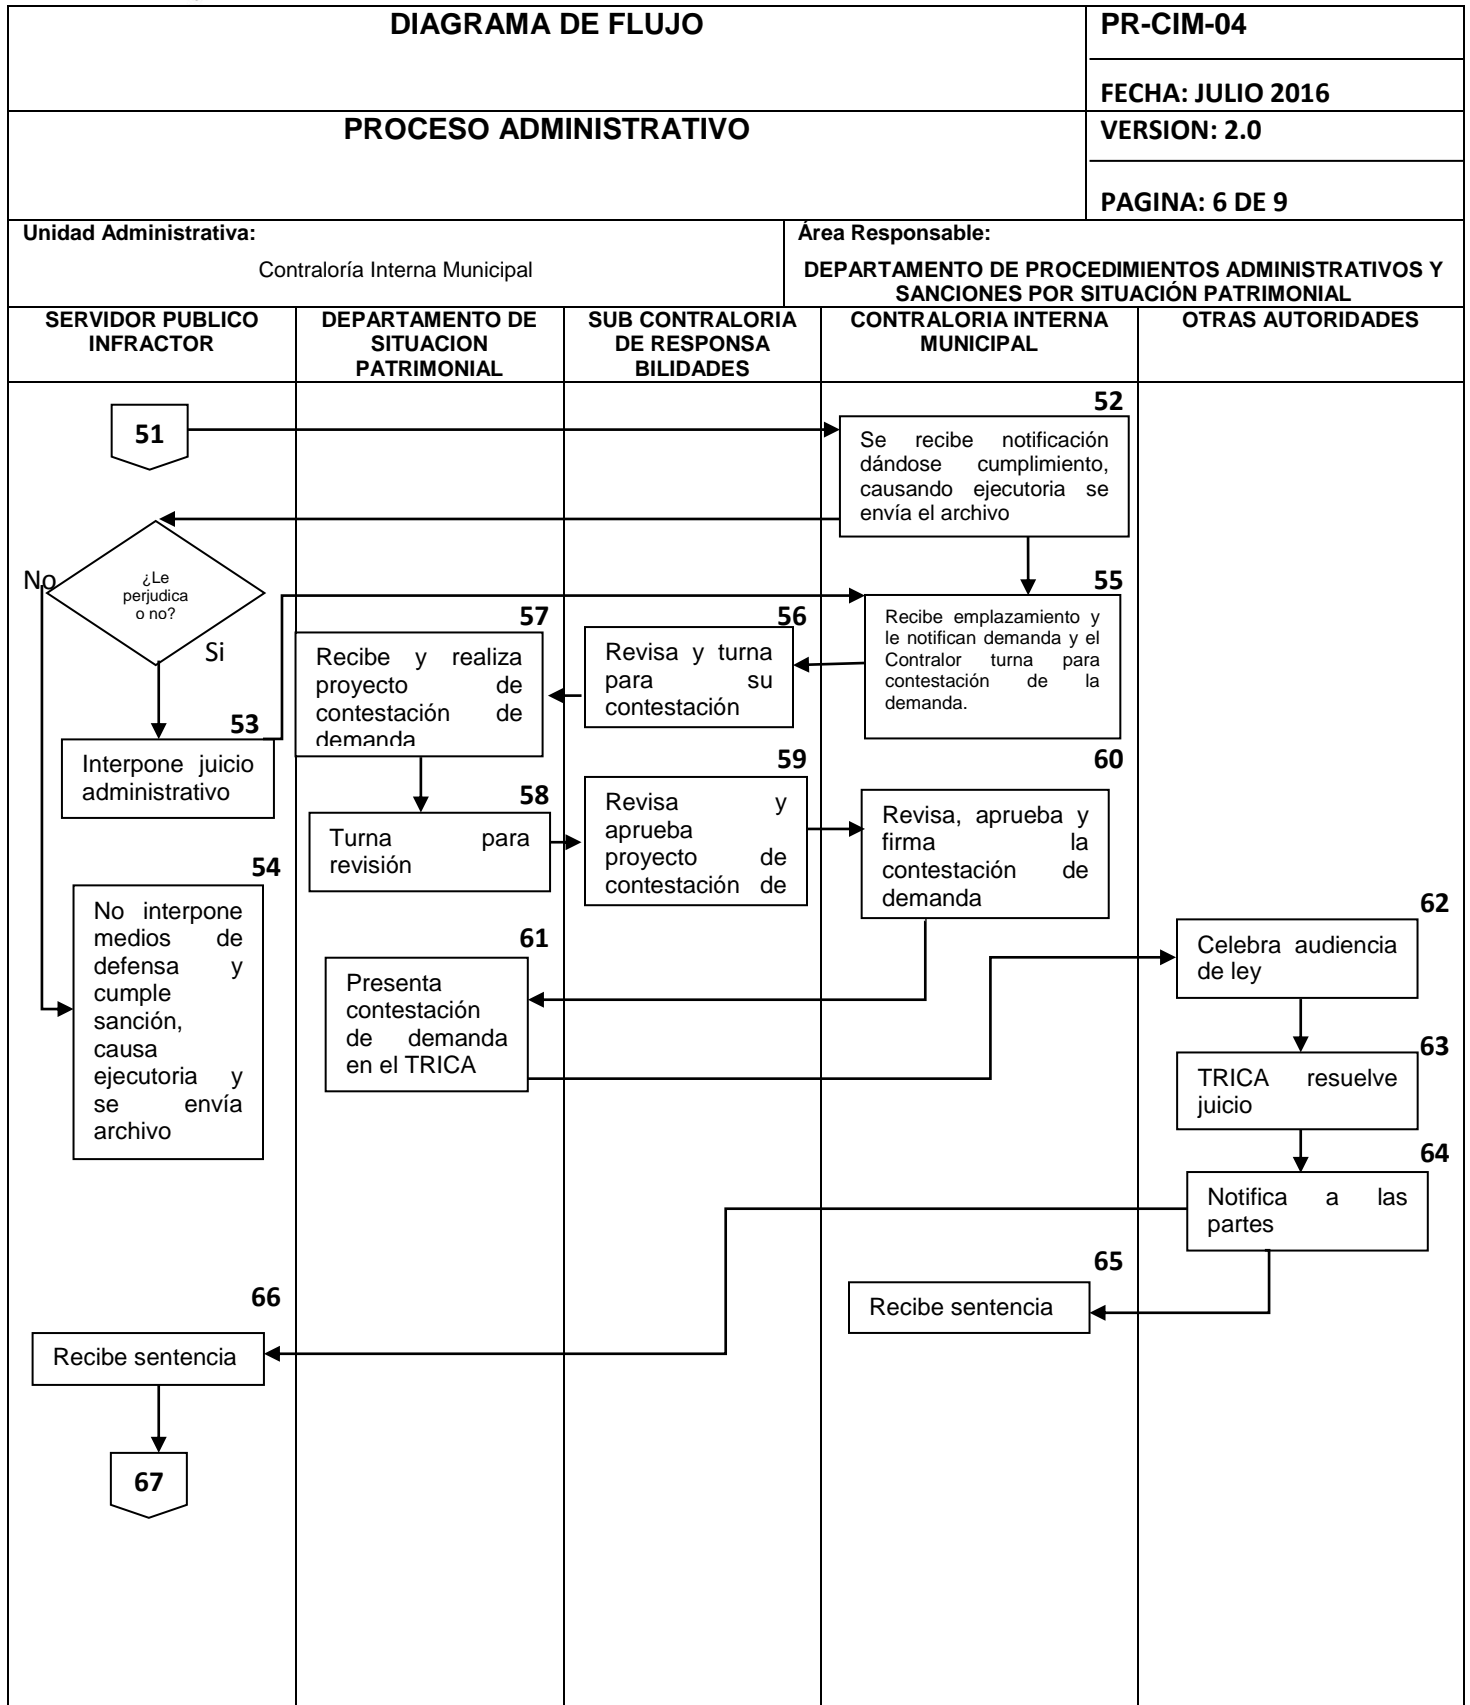 DIAGRAMA DE FLUJO
PR-CIM-04
FECHA: JULIO 2016
PROCESO ADMINISTRATIVO
VERSION: 2.0
PAGINA: 6 DE 9
Unidad Administrativa:
Contraloría Interna Municipal
Área Responsable:
DEPARTAMENTO DE PROCEDIMIENTOS ADMINISTRATIVOS Y
SANCIONES POR SITUACIÓN PATRIMONIAL
SERVIDOR PUBLICO
INFRACTOR
DEPARTAMENTO DE
SITUACION
PATRIMONIAL
SUB CONTRALORIA
DE RESPONSA
BILIDADES
CONTRALORIA INTERNA
MUNICIPAL
OTRAS AUTORIDADES
51
52
Se recibe notificación
dándose cumplimiento,
causando ejecutoria se
envía el archivo
¿Le
perjudica
o no?
No
Si
53
Interpone juicio
administrativo
54
No interpone
medios de
defensa y
cumple
sanción,
causa
ejecutoria y
se envía
archivo
55
Recibe emplazamiento y
le notifican demanda y el
Contralor turna para
contestación de la
demanda.
56
Revisa y turna
para su
contestación
57
Recibe y realiza
proyecto de
contestación de
demanda
58
Turna para
revisión
59
Revisa y
aprueba
proyecto de
contestación de
60
Revisa, aprueba y
firma la
contestación de
demanda
61
Presenta
contestación
de demanda
en el TRICA
62
Celebra audiencia
de ley
63
TRICA resuelve
juicio
64
Notifica a las
partes
65
Recibe sentencia
66
Recibe sentencia
67